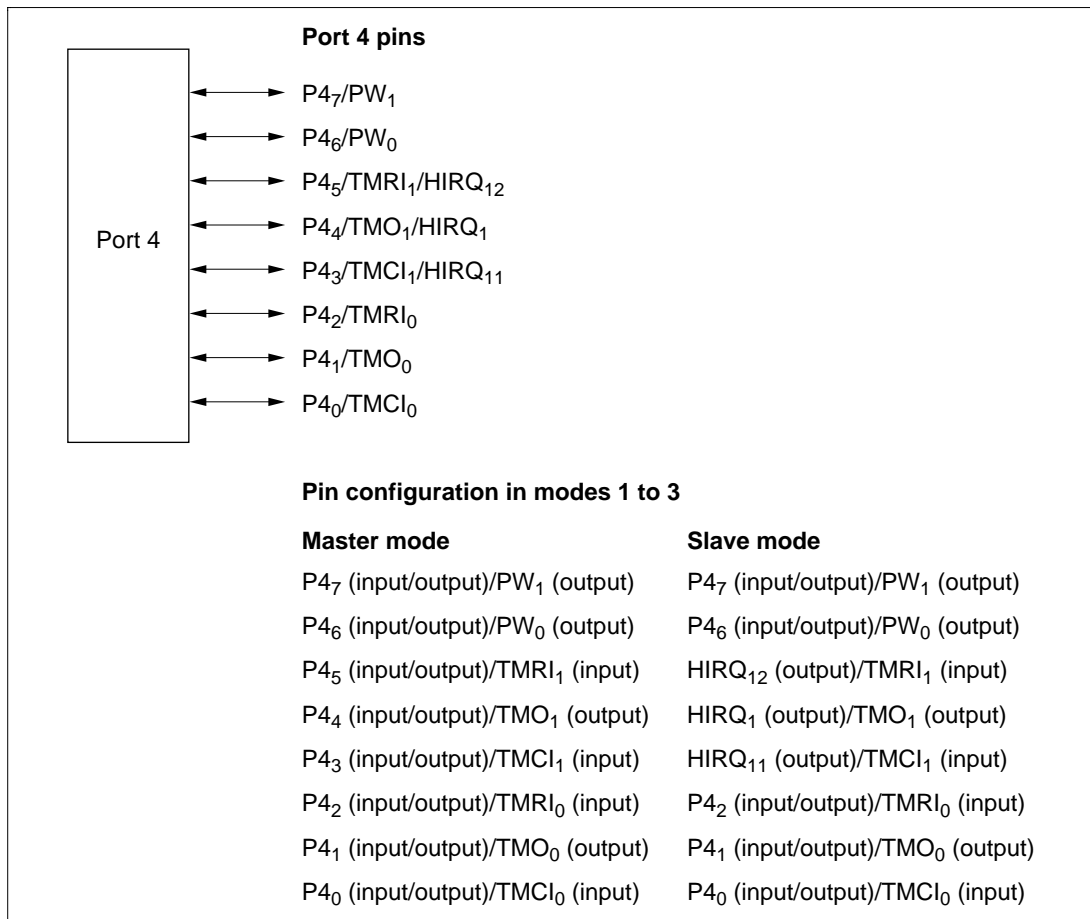 Port 4 pins
P4₇/PW₁
P4₆/PW₀
P4₅/TMRI₁/HIRQ₁₂
Port 4
P4₄/TMO₁/HIRQ₁
P4₃/TMCI₁/HIRQ₁₁
P4₂/TMRI₀
P4₁/TMO₀
P4₀/TMCI₀
Pin configuration in modes 1 to 3
Master mode Slave mode
P4₇ (input/output)/PW₁ (output) P4₇ (input/output)/PW₁ (output)
P4₆ (input/output)/PW₀ (output) P4₆ (input/output)/PW₀ (output)
P4₅ (input/output)/TMRI₁ (input) HIRQ₁₂ (output)/TMRI₁ (input)
P4₄ (input/output)/TMO₁ (output) HIRQ₁ (output)/TMO₁ (output)
P4₃ (input/output)/TMCI₁ (input) HIRQ₁₁ (output)/TMCI₁ (input)
P4₂ (input/output)/TMRI₀ (input) P4₂ (input/output)/TMRI₀ (input)
P4₁ (input/output)/TMO₀ (output) P4₁ (input/output)/TMO₀ (output)
P4₀ (input/output)/TMCI₀ (input) P4₀ (input/output)/TMCI₀ (input)